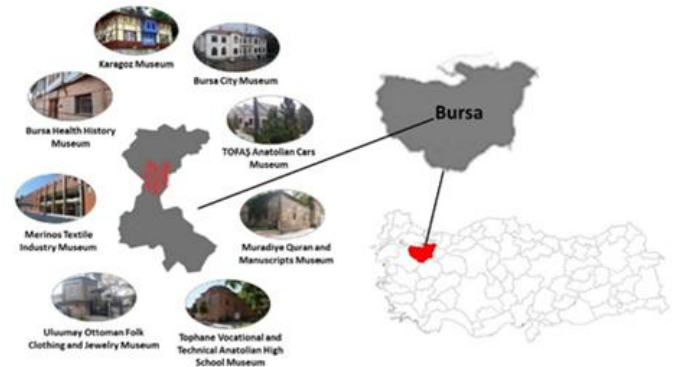 Karagoz Museum
Bursa City Museum
Bursa Health History
Museum
TOFAŞ Anatolian Cars
Museum
Merinos Textile
Industry Museum
Muradiye Quran and
Manuscripts Museum
Uluumay Ottoman Folk
Clothing and Jewelry Museum
Tophane Vocational and
Technical Anatolian High
School Museum
Bursa